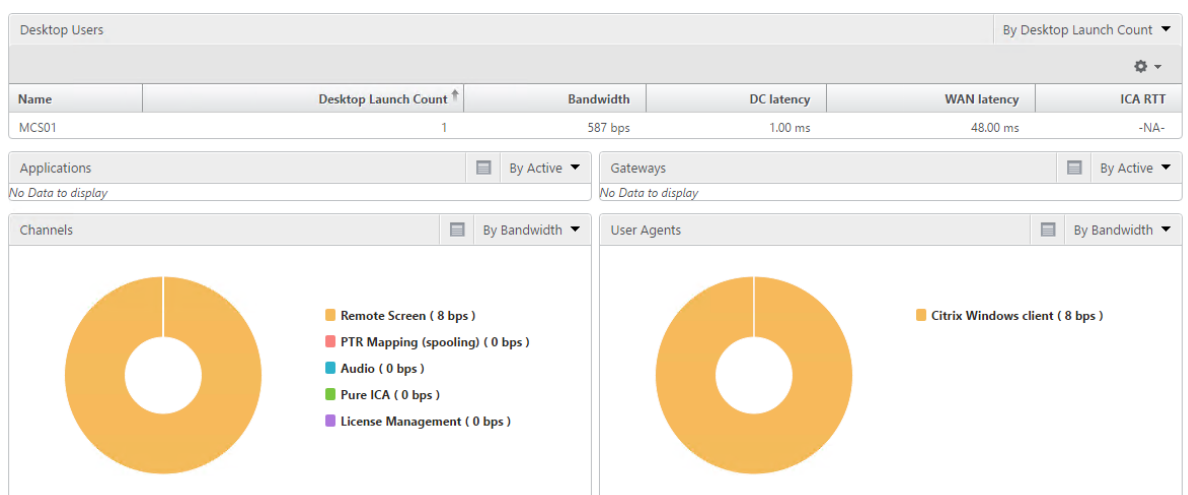 Desktop Users By Desktop Launch Count
Name Desktop Launch Count Bandwidth DC latency WAN latency ICA RTT
MCS01 1 587 bps 1.00 ms 48.00 ms -NA-
Applications By Active
No Data to display
Gateways By Active
No Data to display
Channels By Bandwidth
Remote Screen ( 8 bps )
PTR Mapping (spooling) ( 0 bps )
Audio ( 0 bps )
Pure ICA ( 0 bps )
License Management ( 0 bps )
User Agents By Bandwidth
Citrix Windows client ( 8 bps )